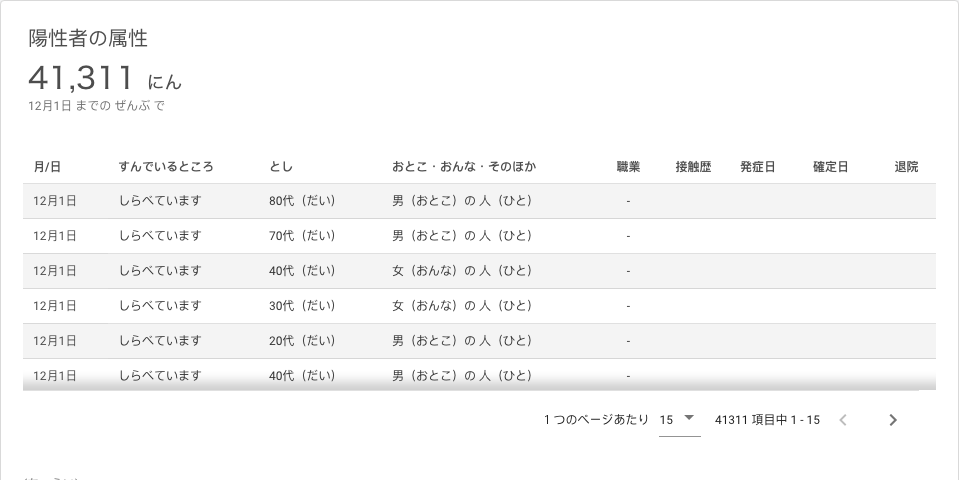 陽性者の属性
41,311 にん
12月1日 までの ぜんぶ で
月/日 すんでいるところ とし おとこ・おんな・そのほか 職業 接触歴 発症日 確定日 退院
12月1日 しらべています 80代（だい） 男（おとこ）の 人（ひと） -
12月1日 しらべています 70代（だい） 男（おとこ）の 人（ひと） -
12月1日 しらべています 40代（だい） 女（おんな）の 人（ひと） -
12月1日 しらべています 30代（だい） 女（おんな）の 人（ひと） -
12月1日 しらべています 20代（だい） 男（おとこ）の 人（ひと） -
12月1日 しらべています 40代（だい） 男（おとこ）の 人（ひと） -
1 つのページあたり 15 41311 項目中 1 - 15